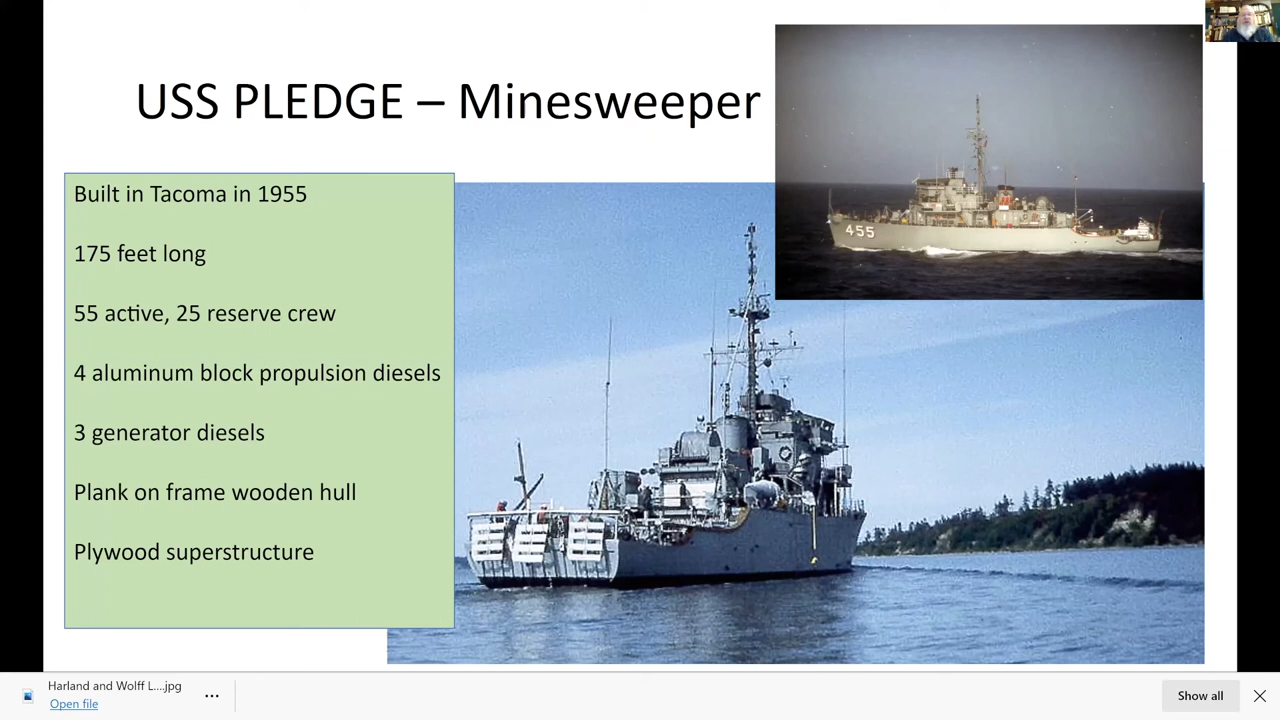 USS PLEDGE – Minesweeper
455
Built in Tacoma in 1955
175 feet long
55 active, 25 reserve crew
4 aluminum block propulsion diesels
3 generator diesels
Plank on frame wooden hull
Plywood superstructure
Harland and Wolff L....jpg
Open file
Show all